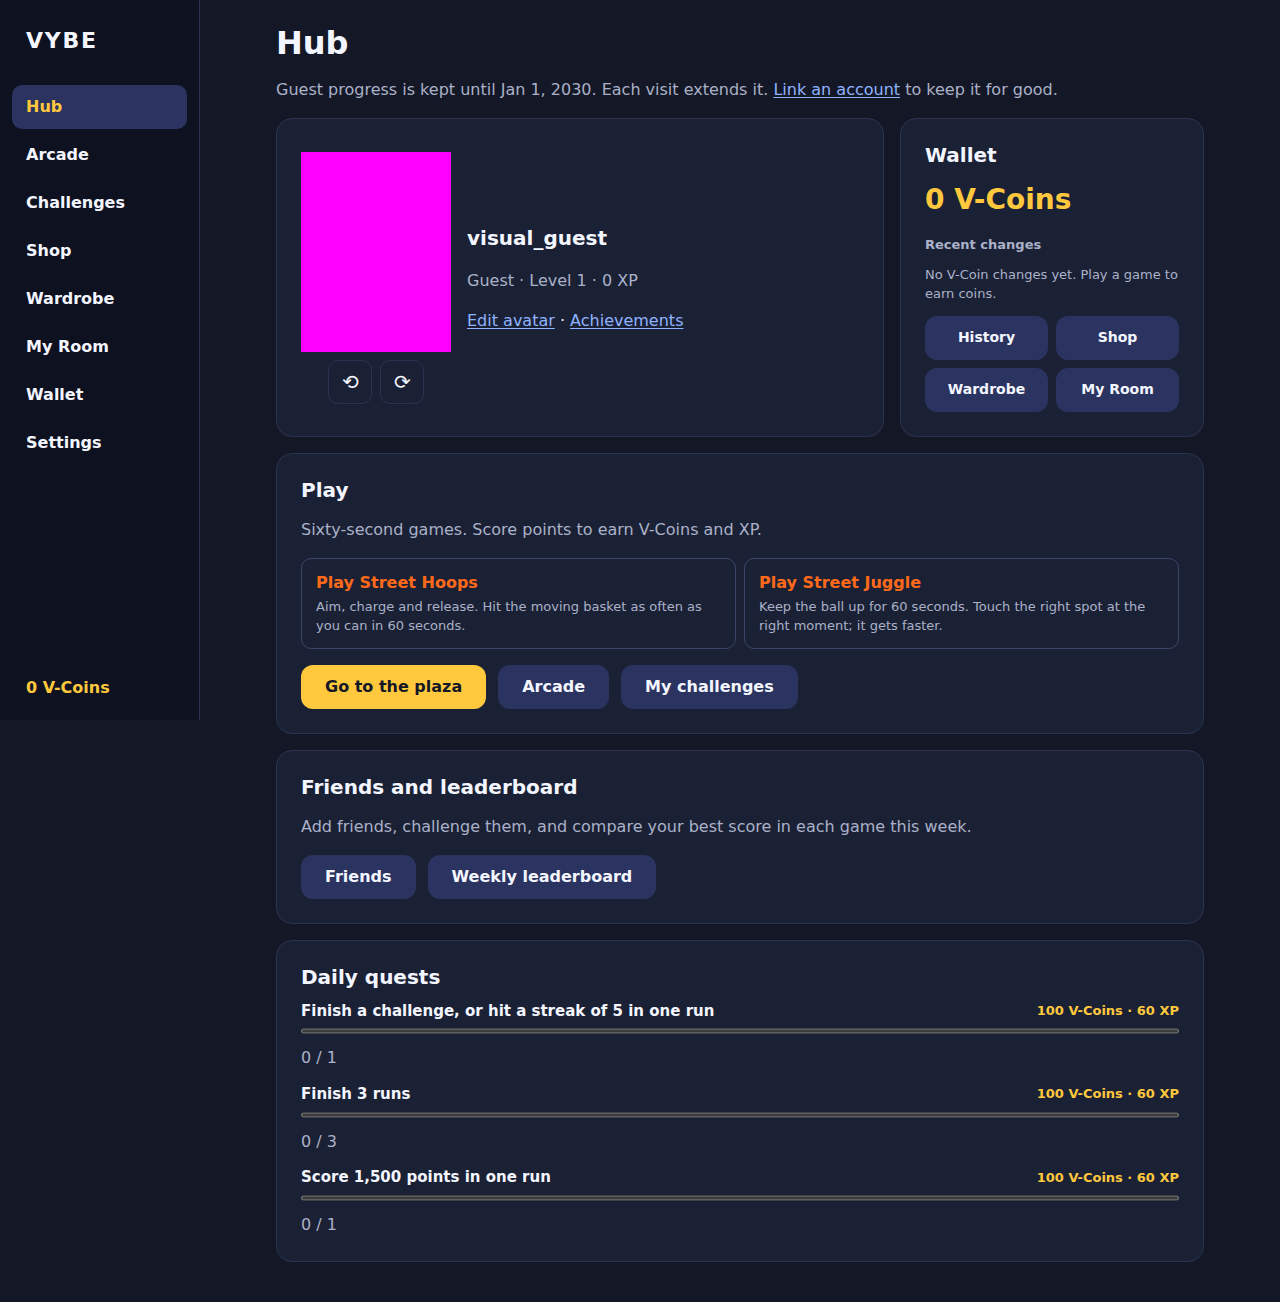 VYBE
Hub
Arcade
Challenges
Shop
Wardrobe
My Room
Wallet
Settings
0 V-Coins
Hub
Guest progress is kept until Jan 1, 2030. Each visit extends it. Link an account to keep it for good.
visual_guest
Guest · Level 1 · 0 XP
Edit avatar · Achievements
⟲ ⟳
Wallet
0 V-Coins
Recent changes
No V-Coin changes yet. Play a game to
earn coins.
History Shop
Wardrobe My Room
Play
Sixty-second games. Score points to earn V-Coins and XP.
Play Street Hoops
Aim, charge and release. Hit the moving basket as often as
you can in 60 seconds.
Play Street Juggle
Keep the ball up for 60 seconds. Touch the right spot at the
right moment; it gets faster.
Go to the plaza Arcade My challenges
Friends and leaderboard
Add friends, challenge them, and compare your best score in each game this week.
Friends Weekly leaderboard
Daily quests
Finish a challenge, or hit a streak of 5 in one run 100 V-Coins · 60 XP
0 / 1
Finish 3 runs 100 V-Coins · 60 XP
0 / 3
Score 1,500 points in one run 100 V-Coins · 60 XP
0 / 1